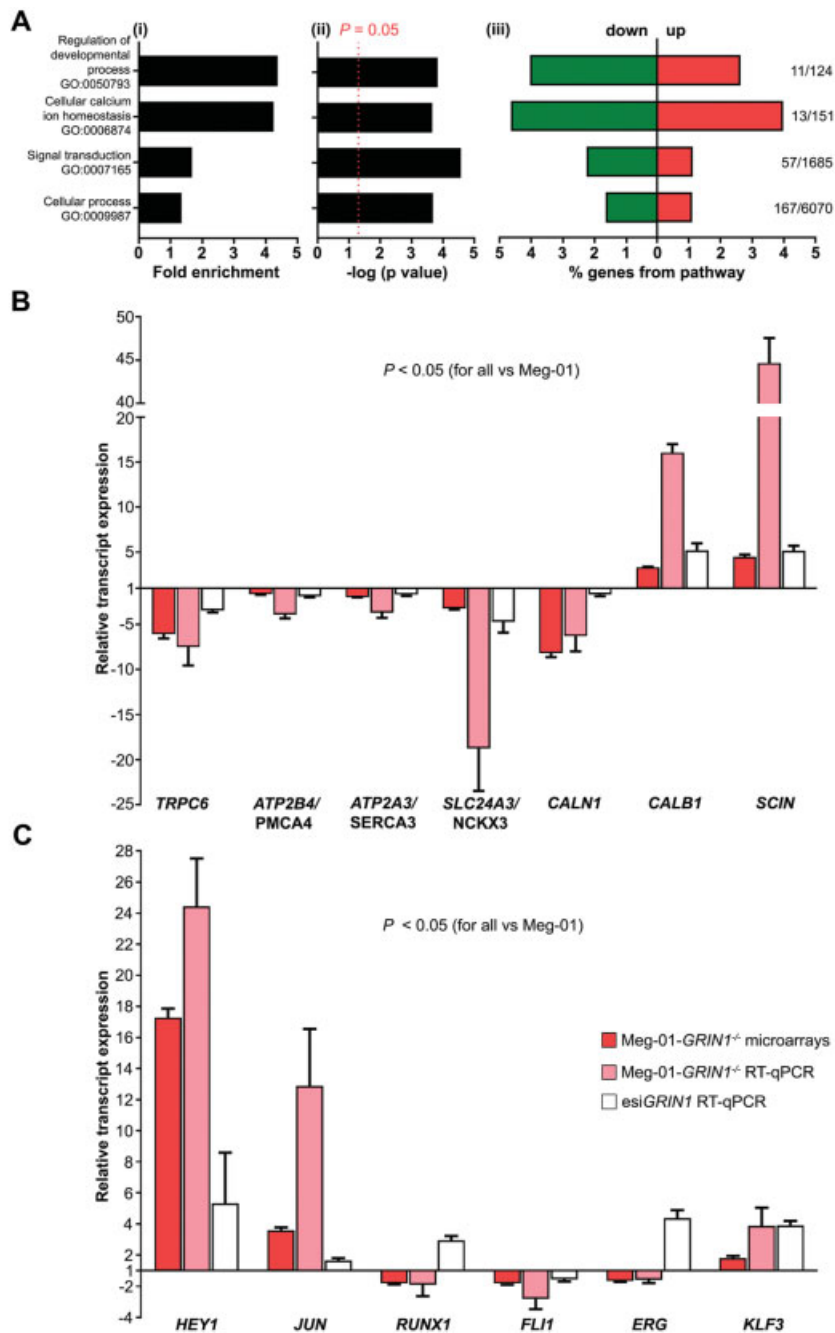 A
(i)
(ii)
P = 0.05
(iii)
down
up
Regulation of
developmental
process
GO:0050793
11/124
Cellular calcium
ion homeostasis
GO:0006874
13/151
Signal transduction
GO:0007165
57/1685
Cellular process
GO:0009987
167/6070
0 1 2 3 4 5
0 1 2 3 4 5
5 4 3 2 1 0 1 2 3 4 5
Fold enrichment
-log (p value)
% genes from pathway
B
50
45
40
20
15
5
1
-5
-10
-15
-20
-25
Relative transcript expression
P < 0.05 (for all vs Meg-01)
TRPC6
ATP2B4/
PMCA4
ATP2A3/
SERCA3
SLC24A3/
NCKX3
CALN1
CALB1
SCIN
C
28
26
24
22
20
18
16
14
12
10
8
6
4
2
1
-2
-4
Relative transcript expression
P < 0.05 (for all vs Meg-01)
Meg-01-GRIN1-/- microarrays
Meg-01-GRIN1-/- RT-qPCR
esiGRIN1 RT-qPCR
HEY1
JUN
RUNX1
FLI1
ERG
KLF3